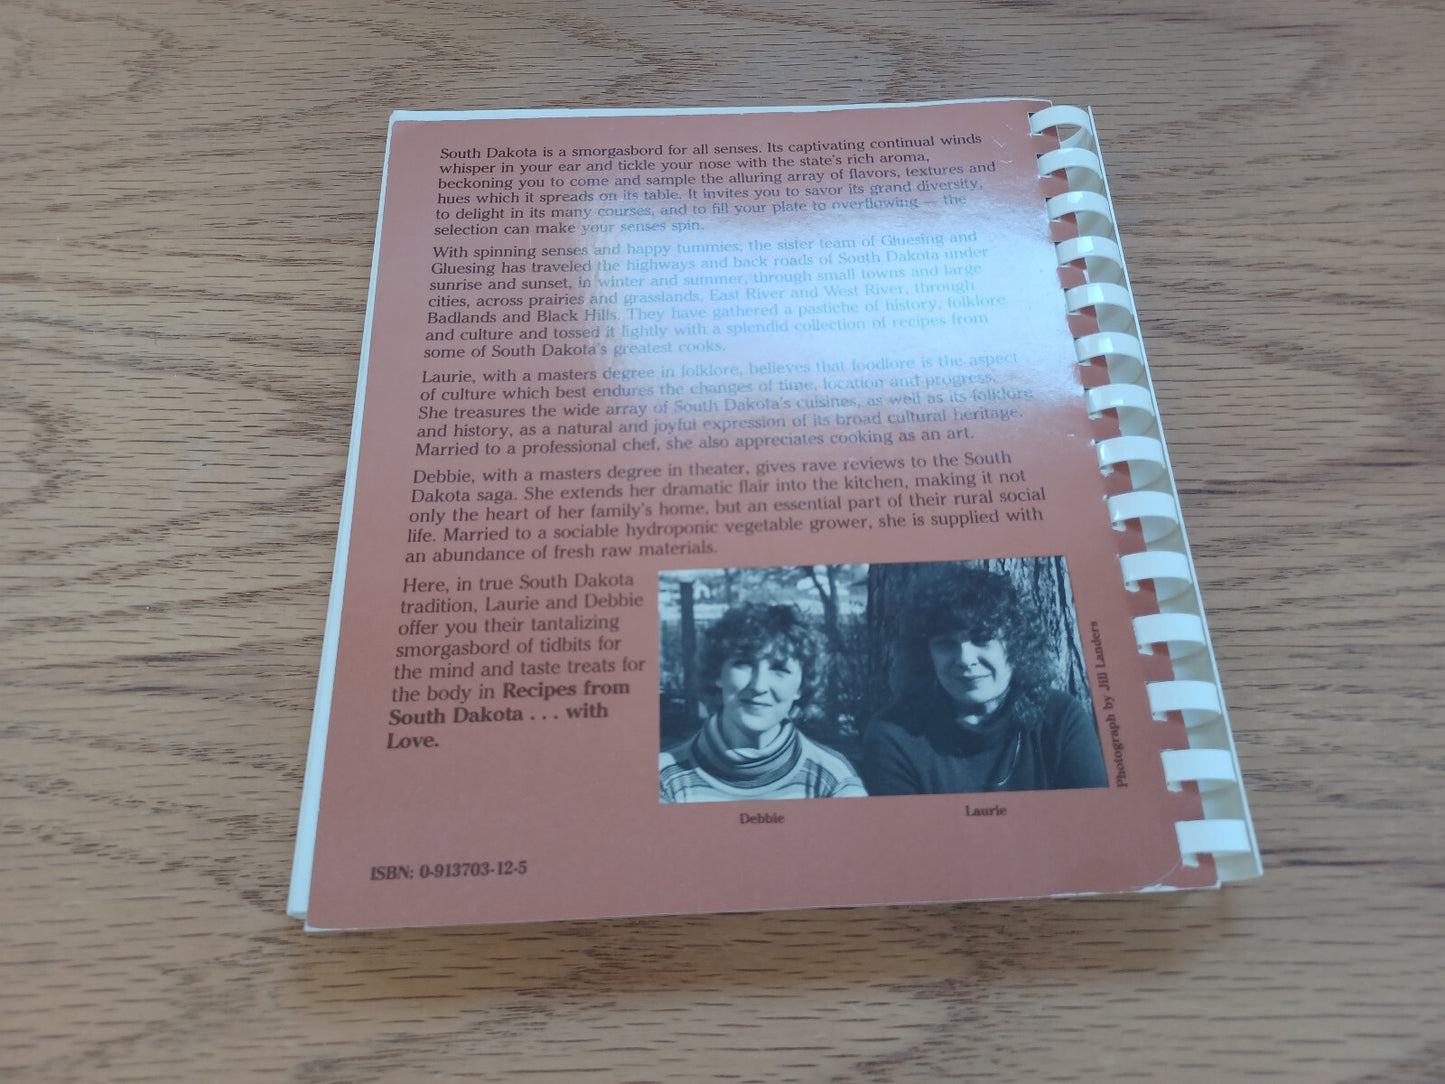 South Dakota is a smorgasbord for all senses. Its captivating continual winds
whisper in your ear and tickle your nose with the state's rich aroma,
beckoning you to come and sample the alluring array of flavors, textures and
hues which it spreads on its table. It invites you to savor its grand diversity,
to delight in its many courses, and to fill your plate to overflowing — the
selection can make your senses spin.
With spinning senses and happy tummies, the sister team of Gluesing and
Gluesing has traveled the highways and back roads of South Dakota under
sunrise and sunset, in winter and summer, through small towns and large
cities, across prairies and grasslands, East River and West River, through
Badlands and Black Hills. They have gathered a pastiche of history, folklore
and culture and tossed it lightly with a splendid collection of recipes from
some of South Dakota's greatest cooks.
Laurie, with a masters degree in folklore, believes that foodlore is the aspect
of culture which best endures the changes of time, location and progress.
She treasures the wide array of South Dakota's cuisines, as well as its folklore
and history, as a natural and joyful expression of its broad cultural heritage.
Married to a professional chef, she also appreciates cooking as an art.
Debbie, with a masters degree in theater, gives rave reviews to the South
Dakota saga. She extends her dramatic flair into the kitchen, making it not
only the heart of her family's home, but an essential part of their rural social
life. Married to a sociable hydroponic vegetable grower, she is supplied with
an abundance of fresh raw materials.
Here, in true South Dakota
tradition, Laurie and Debbie
offer you their tantalizing
smorgasbord of tidbits for
the mind and taste treats for
the body in Recipes from
South Dakota . . . with
Love.
Photograph by Jill Landers
Debbie
Laurie
ISBN: 0-913703-12-5